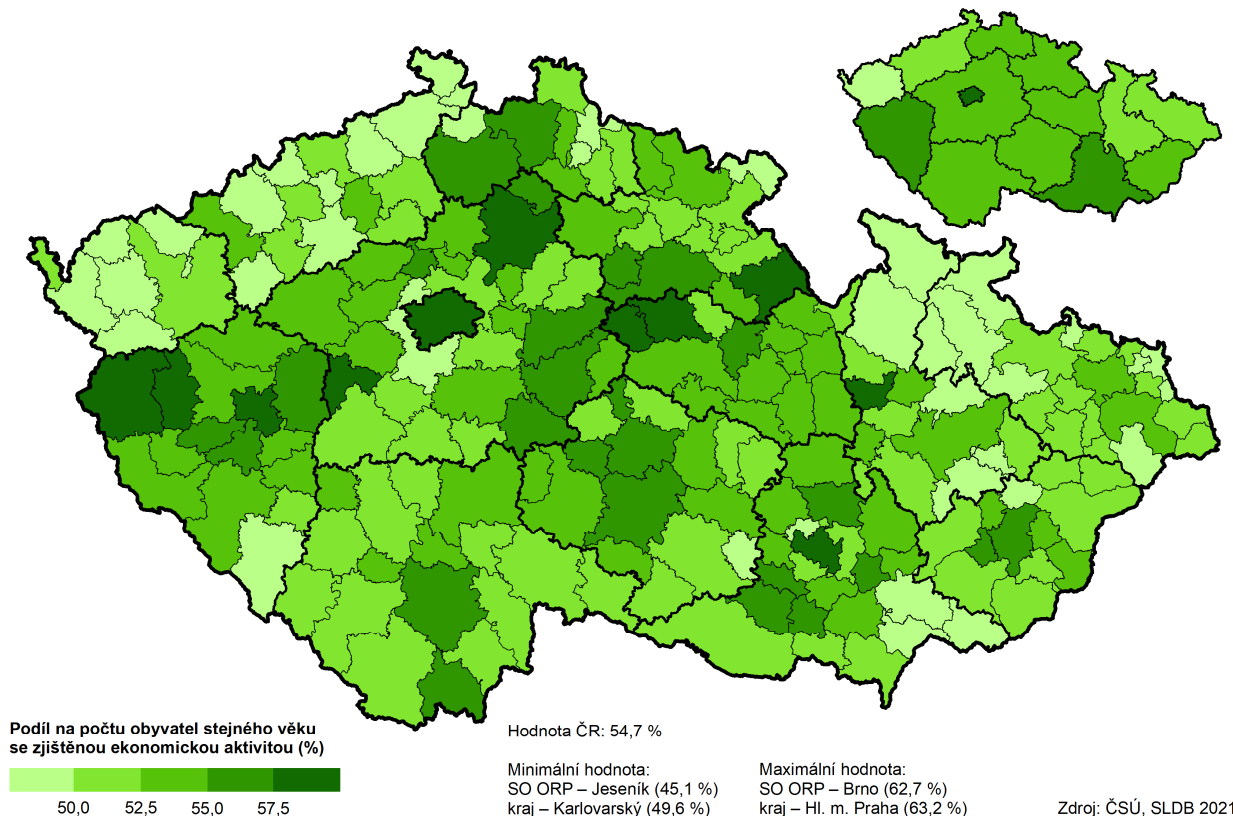 Podíl na počtu obyvatel stejného věku
se zjištěnou ekonomickou aktivitou (%)
50,0 52,5 55,0 57,5
Hodnota ČR: 54,7 %
Minimální hodnota:
SO ORP – Jeseník (45,1 %)
kraj – Karlovarský (49,6 %)
Maximální hodnota:
SO ORP – Brno (62,7 %)
kraj – Hl. m. Praha (63,2 %)
Zdroj: ČSÚ, SLDB 2021